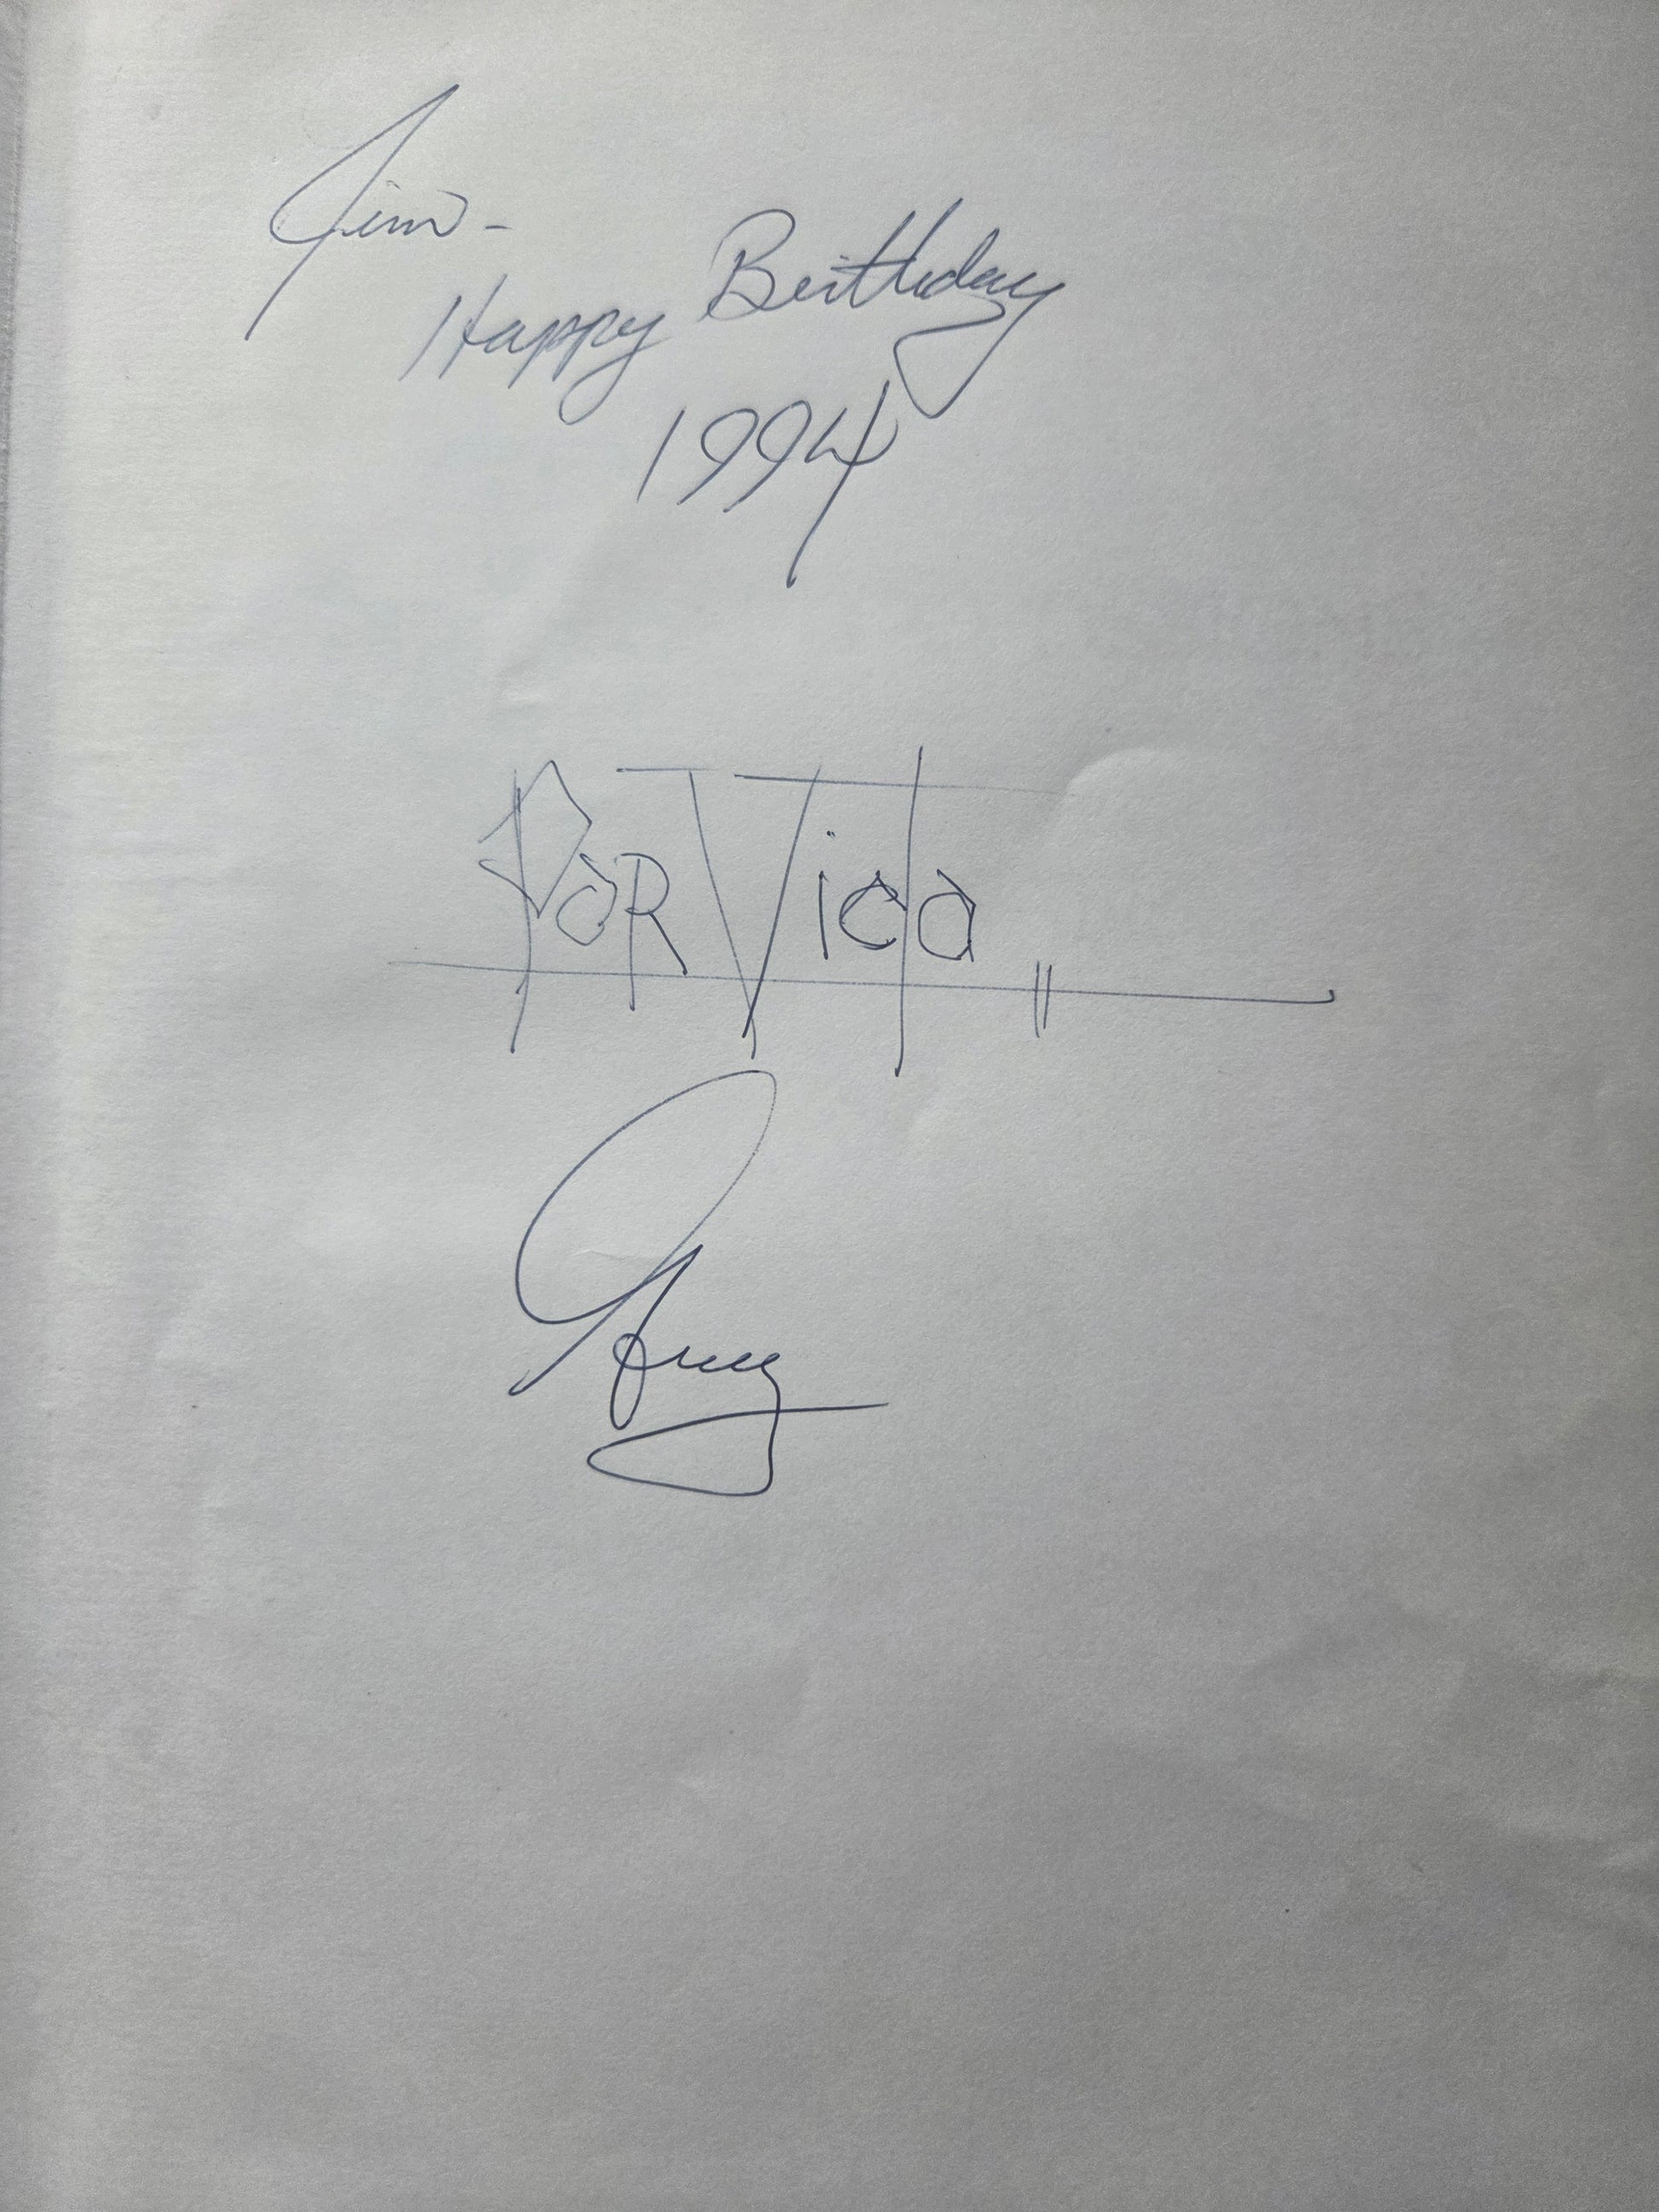 Jim-
Happy Birthday
1994
PoR Vida "